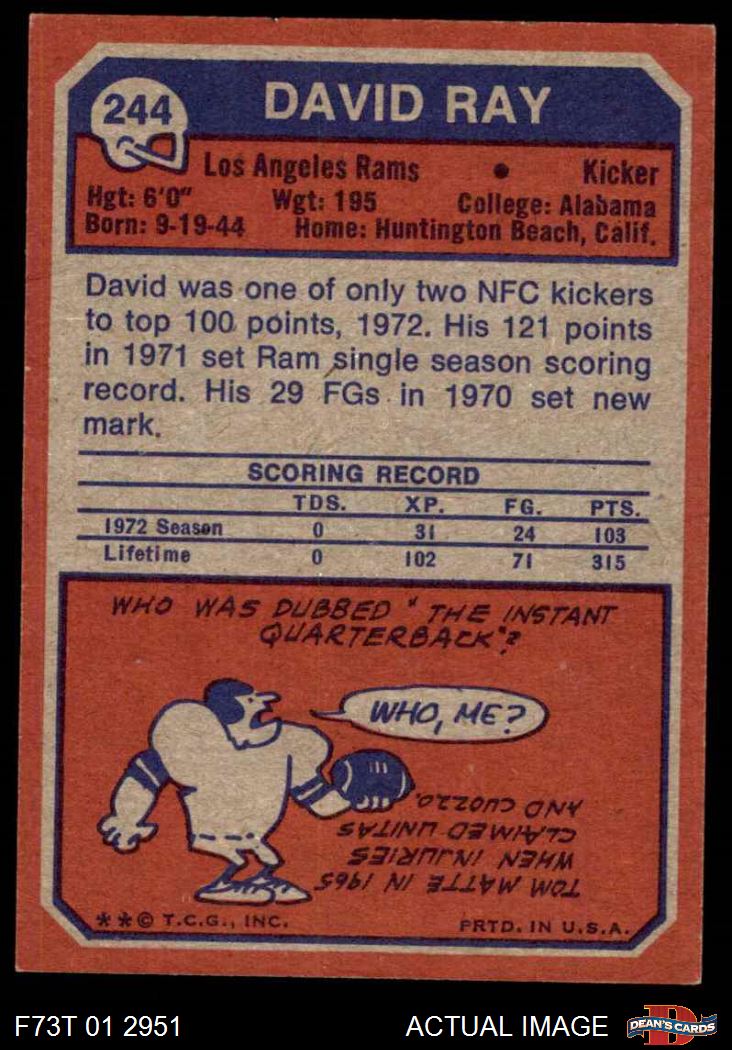 244
DAVID RAY
Los Angeles Rams • Kicker
Hgt: 6'0" Wgt: 195 College: Alabama
Born: 9-19-44 Home: Huntington Beach, Calif.
David was one of only two NFC kickers
to top 100 points, 1972. His 121 points
in 1971 set Ram single season scoring
record. His 29 FGs in 1970 set new
mark.
SCORING RECORD
TDS. XP. FG. PTS.
1972 Season 0 31 24 103
Lifetime 0 102 71 315
WHO WAS DUBBED "THE INSTANT
QUARTERBACK"?
WHO, ME?
TOM MATTE IN 1965
WHEN INJURIES
CLAIMED UNITAS
AND CUOZZO.
**© T.C.G., INC. PRTD. IN U.S.A.
F73T 01 2951 ACTUAL IMAGE
D
DEAN'S CARDS